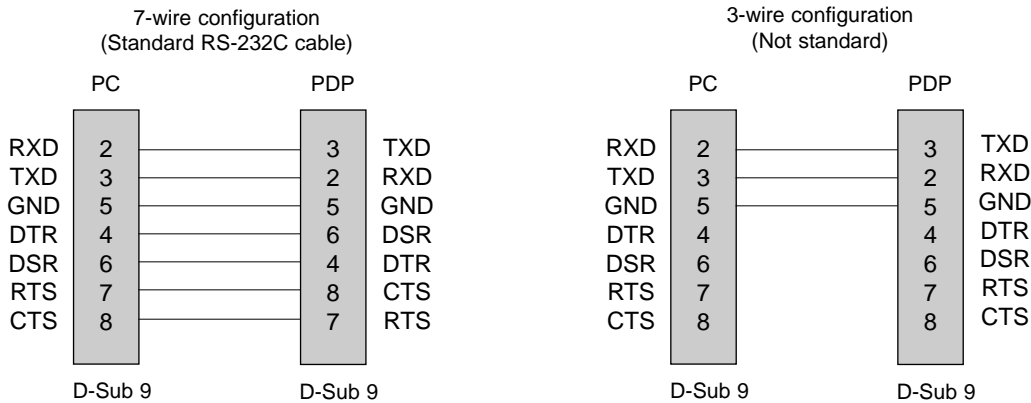 7-wire configuration
(Standard RS-232C cable)
PC PDP
RXD 2 3 TXD
TXD 3 2 RXD
GND 5 5 GND
DTR 4 6 DSR
DSR 6 4 DTR
RTS 7 8 CTS
CTS 8 7 RTS
D-Sub 9 D-Sub 9
3-wire configuration
(Not standard)
PC PDP
RXD 2 3 TXD
TXD 3 2 RXD
GND 5 5 GND
DTR 4 4 DTR
DSR 6 6 DSR
RTS 7 7 RTS
CTS 8 8 CTS
D-Sub 9 D-Sub 9